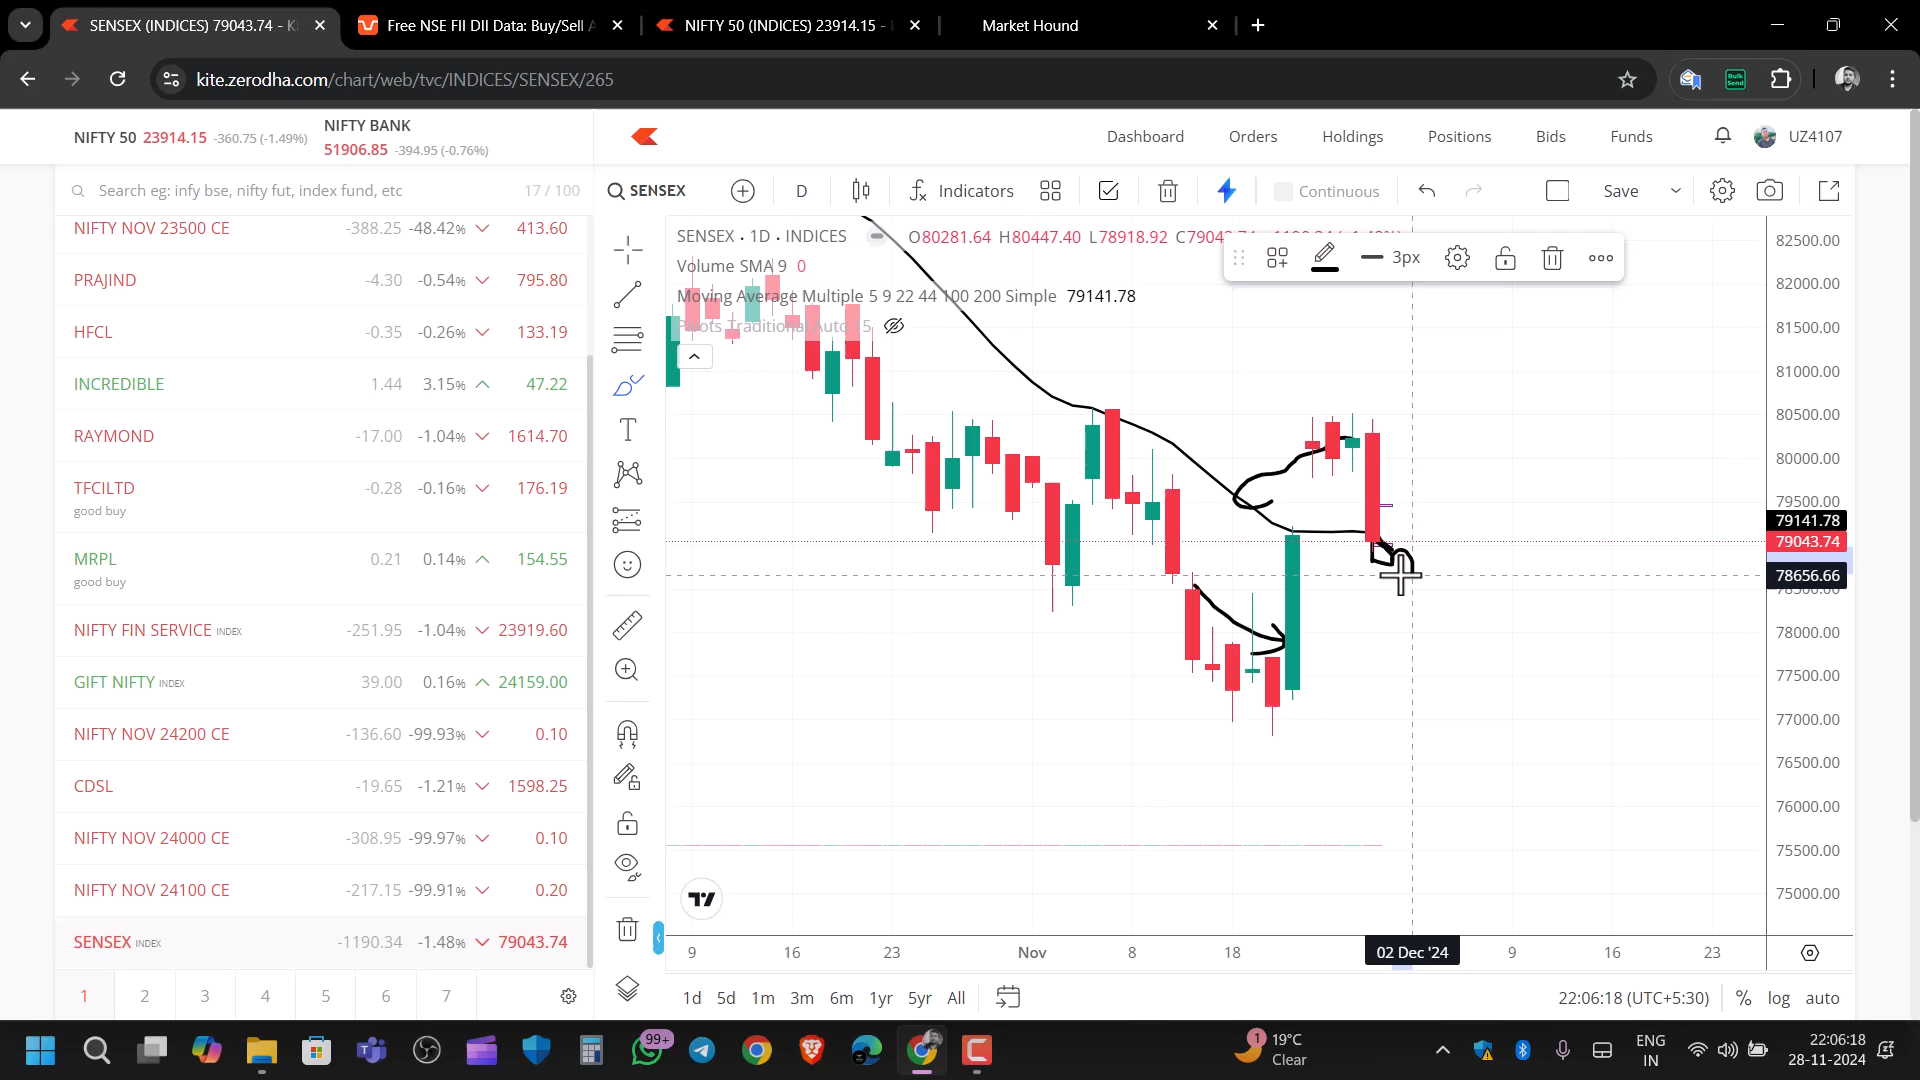 SENSEX (INDICES) 79043.74 - Ki
Free NSE FII DII Data: Buy/Sell A
NIFTY 50 (INDICES) 23914.15 -
Market Hound
kite.zerodha.com/chart/web/tvc/INDICES/SENSEX/265
Bulk Send
NIFTY 50 23914.15 -360.75 (-1.49%)
NIFTY BANK
51906.85 -394.95 (-0.76%)
Dashboard Orders Holdings Positions Bids Funds UZ4107
Search eg: infy bse, nifty fut, index fund, etc 17 / 100
SENSEX D Indicators Continuous Save
NIFTY NOV 23500 CE -388.25 -48.42% 413.60
PRAJIND -4.30 -0.54% 795.80
HFCL -0.35 -0.26% 133.19
INCREDIBLE 1.44 3.15% 47.22
RAYMOND -17.00 -1.04% 1614.70
TFCILTD -0.28 -0.16% 176.19
good buy
MRPL 0.21 0.14% 154.55
good buy
NIFTY FIN SERVICE INDEX -251.95 -1.04% 23919.60
GIFT NIFTY INDEX 39.00 0.16% 24159.00
NIFTY NOV 24200 CE -136.60 -99.93% 0.10
CDSL -19.65 -1.21% 1598.25
NIFTY NOV 24000 CE -308.95 -99.97% 0.10
NIFTY NOV 24100 CE -217.15 -99.91% 0.20
SENSEX INDEX -1190.34 -1.48% 79043.74
1 2 3 4 5 6 7
SENSEX · 1D · INDICES O80281.64 H80447.40 L78918.92
Volume SMA 9 0
Moving Average Multiple 5 9 22 44 100 200 Simple 79141.78
Pivots Traditional Auto 15
3px
82500.00
82000.00
81500.00
81000.00
80500.00
80000.00
79500.00
79141.78
79043.74
78656.66
78500.00
78000.00
77500.00
77000.00
76500.00
76000.00
75500.00
75000.00
9 16 23 Nov 8 18 02 Dec '24 9 16 23
1d 5d 1m 3m 6m 1yr 5yr All
22:06:18 (UTC+5:30) % log auto
99+
1
19°C
Clear
ENG
IN
22:06:18
28-11-2024